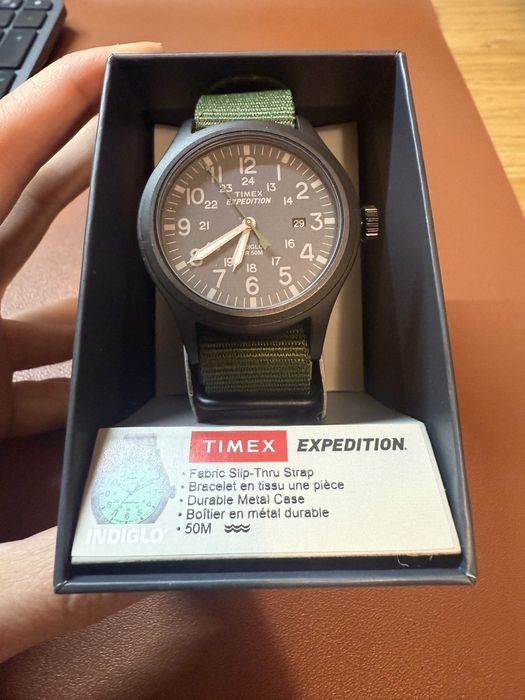 12
11
1
10
2
9
3
8
4
7
5
6
24
23
13
22
14
21
16
17
18
19
TIMEX
EXPEDITION
29
INDIGLO
WR 50M
TIMEX EXPEDITION.
• Fabric Slip-Thru Strap
• Bracelet en tissu une pièce
• Durable Metal Case
• Boîtier en métal durable
• 50M
INDIGLO